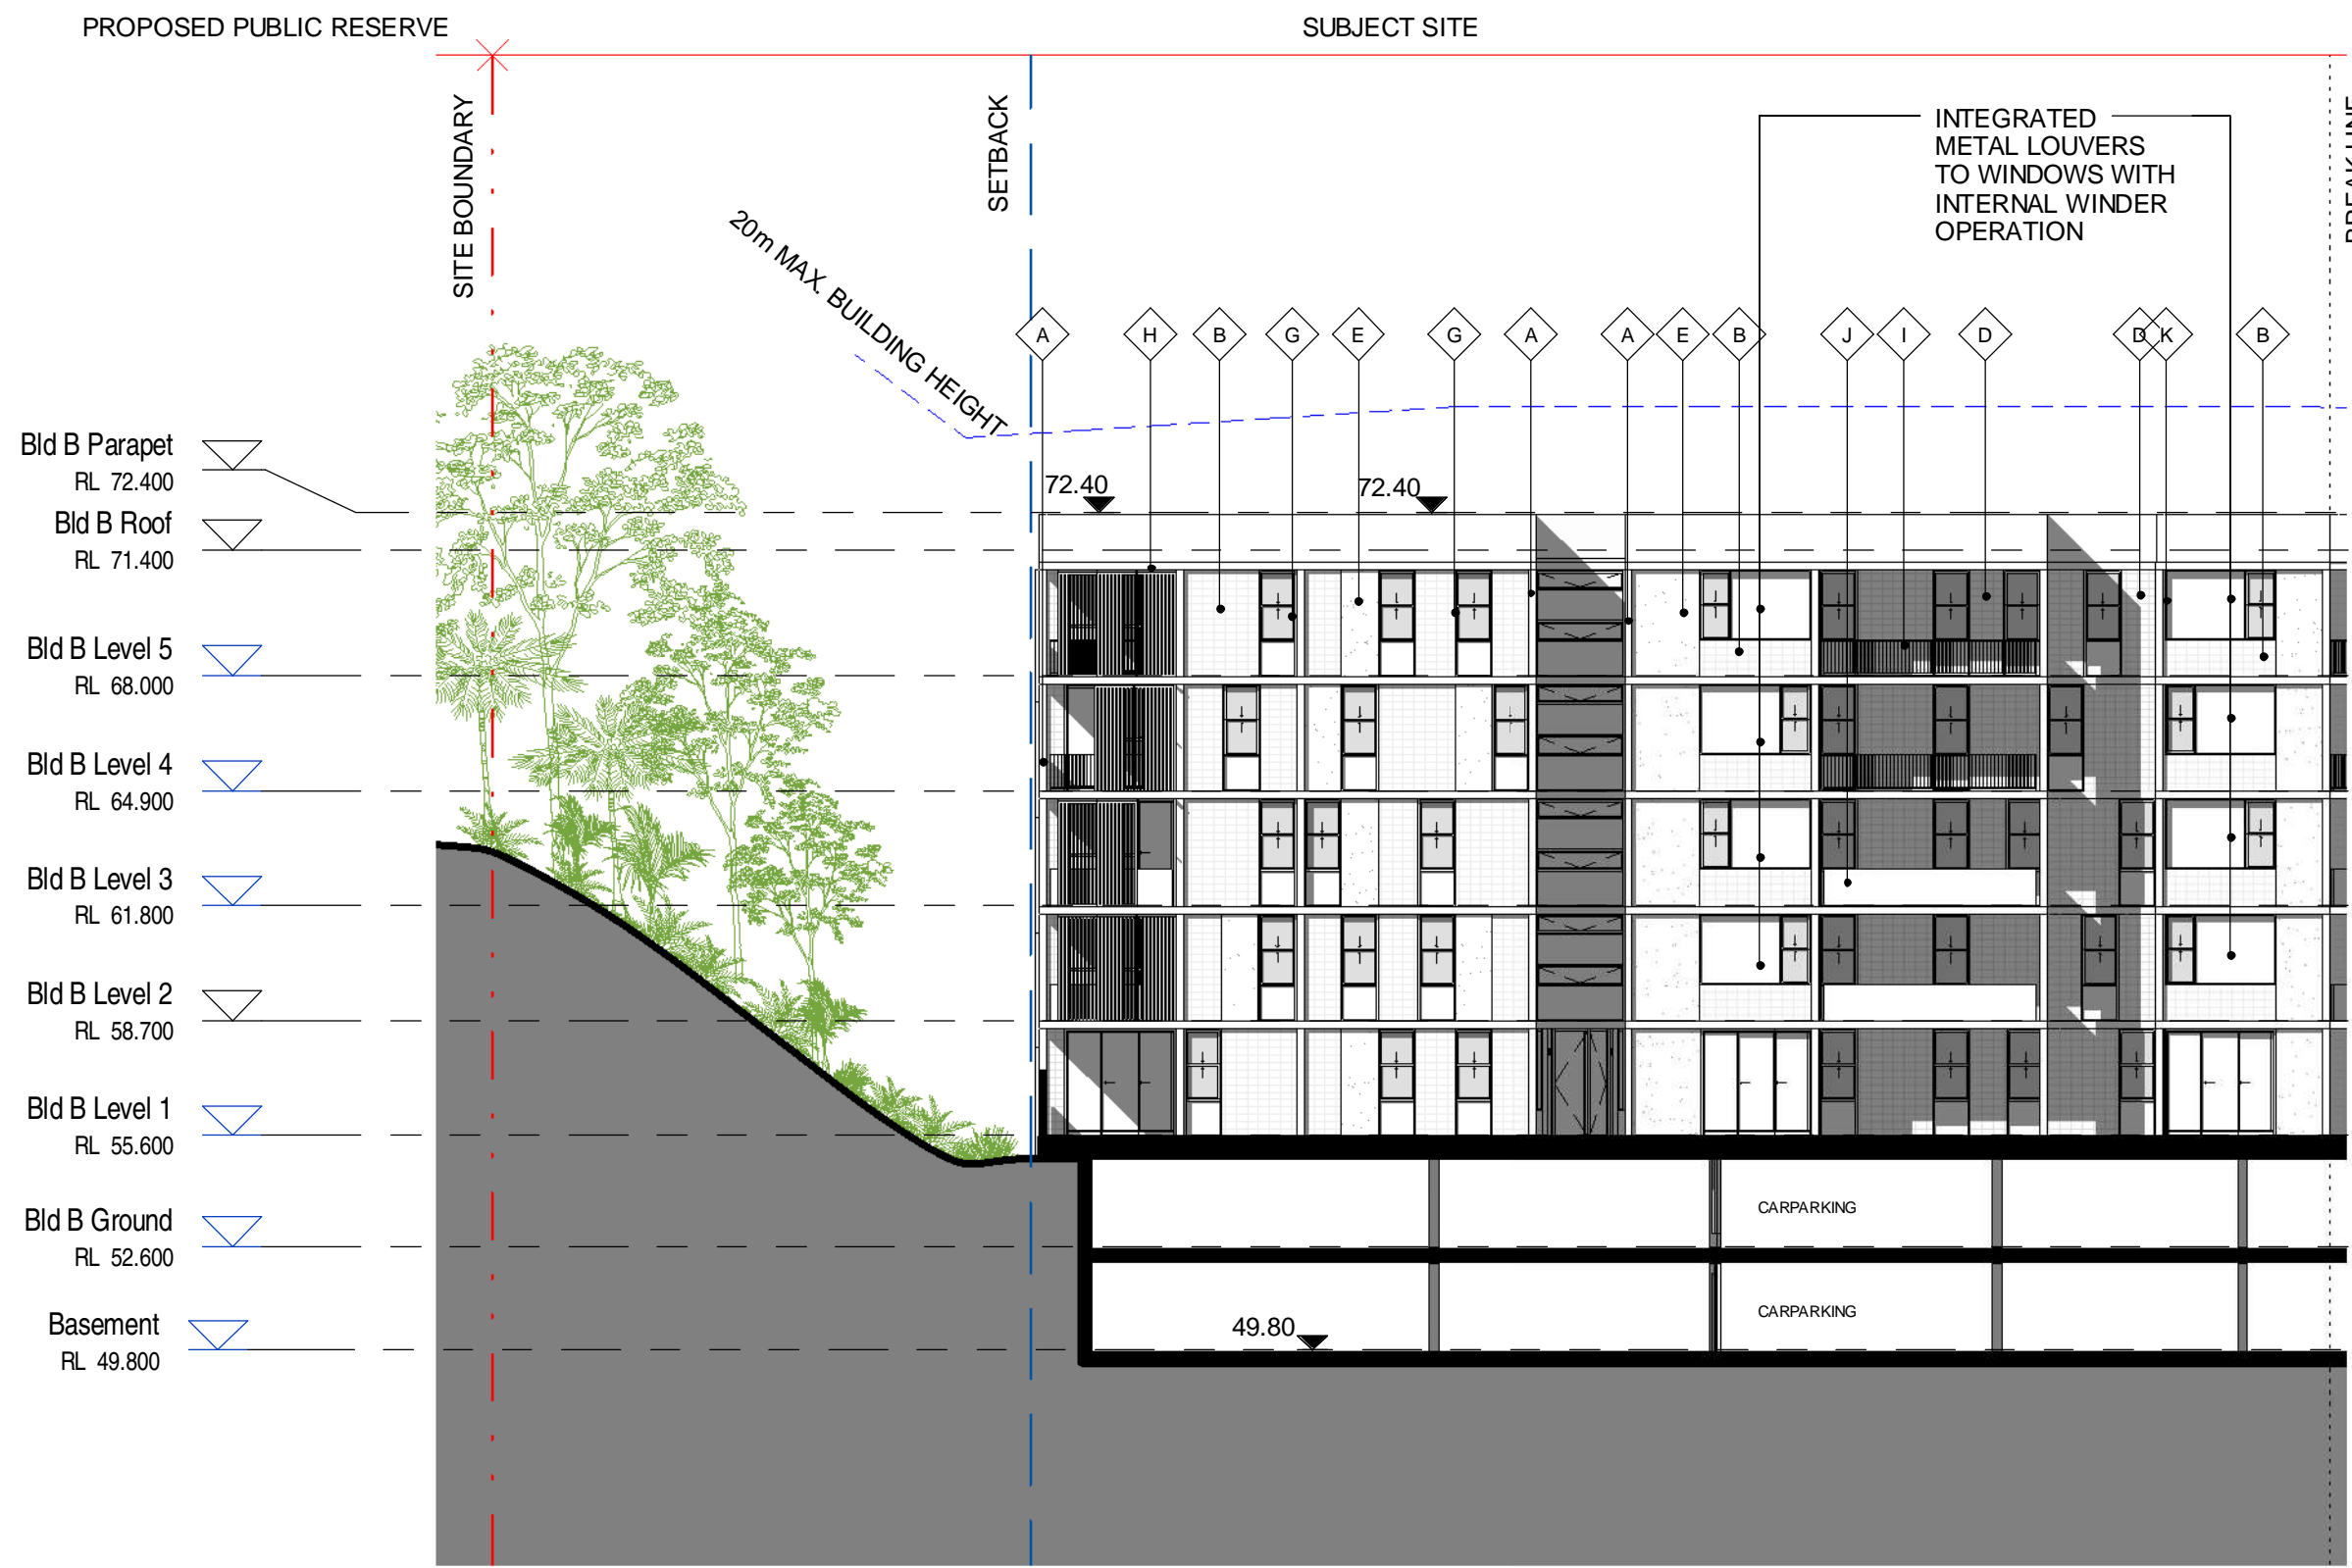 PROPOSED PUBLIC RESERVE
SUBJECT SITE
SITE BOUNDARY
SETBACK
20m MAX. BUILDING HEIGHT
INTEGRATED
METAL LOUVERS
TO WINDOWS WITH
INTERNAL WINDER
OPERATION
BREAK LINE
A
H
B
G
E
G
A
A
E
B
J
I
D
D
K
B
Bld B Parapet
RL 72.400
72.40
72.40
Bld B Roof
RL 71.400
Bld B Level 5
RL 68.000
Bld B Level 4
RL 64.900
Bld B Level 3
RL 61.800
Bld B Level 2
RL 58.700
Bld B Level 1
RL 55.600
Bld B Ground
RL 52.600
CARPARKING
Basement
RL 49.800
CARPARKING
49.80